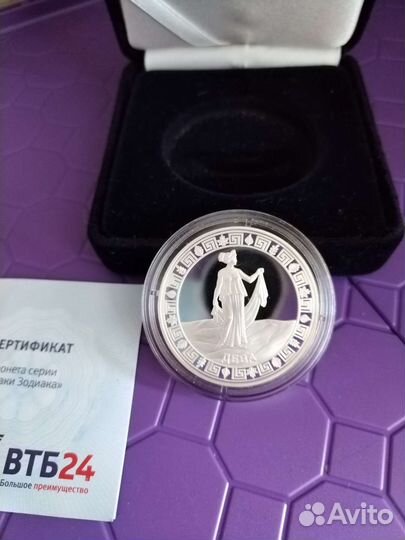 ДЕВА
ЕРТИФИКАТ
онета серии
аки Зодиака»
ВТБ24
Большое преимущество
Avito